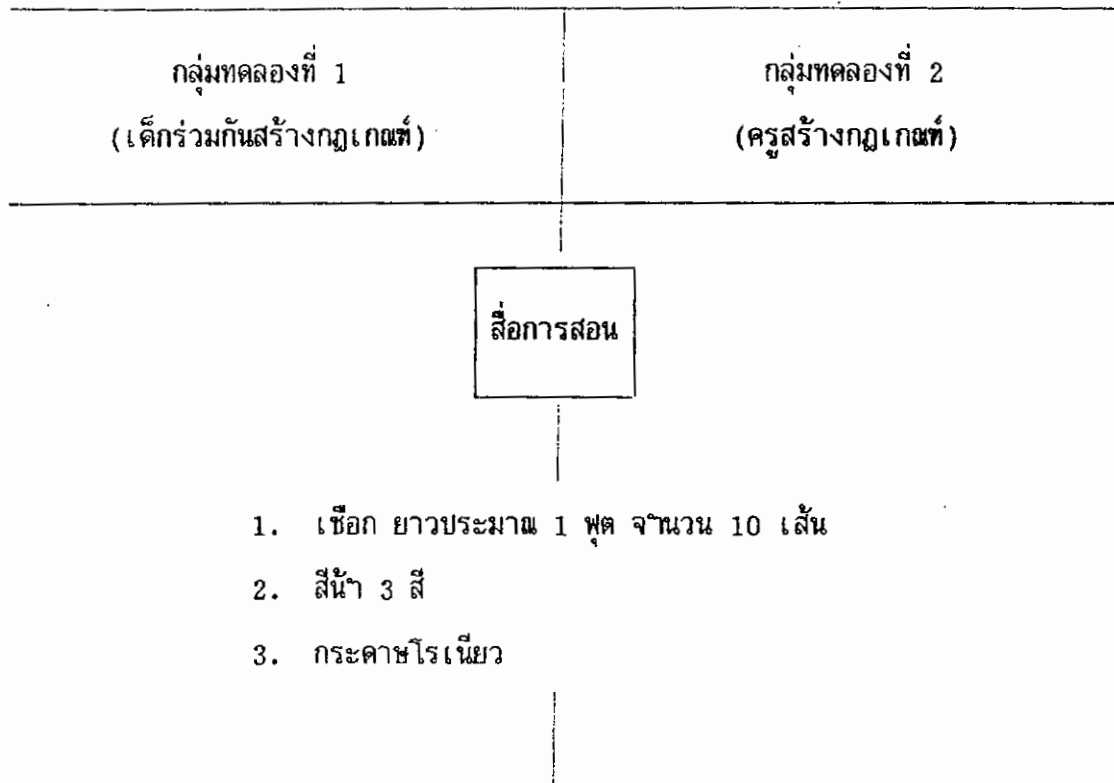 กลุ่มทดลองที่ 1
(เด็กร่วมกันสร้างกฎเกณฑ์)
กลุ่มทดลองที่ 2
(ครูสร้างกฎเกณฑ์)
สื่อการสอน
1. เชือก ยาวประมาณ 1 ฟุต จำนวน 10 เส้น
2. สีน้ำ 3 สี
3. กระดาษโรเนียว